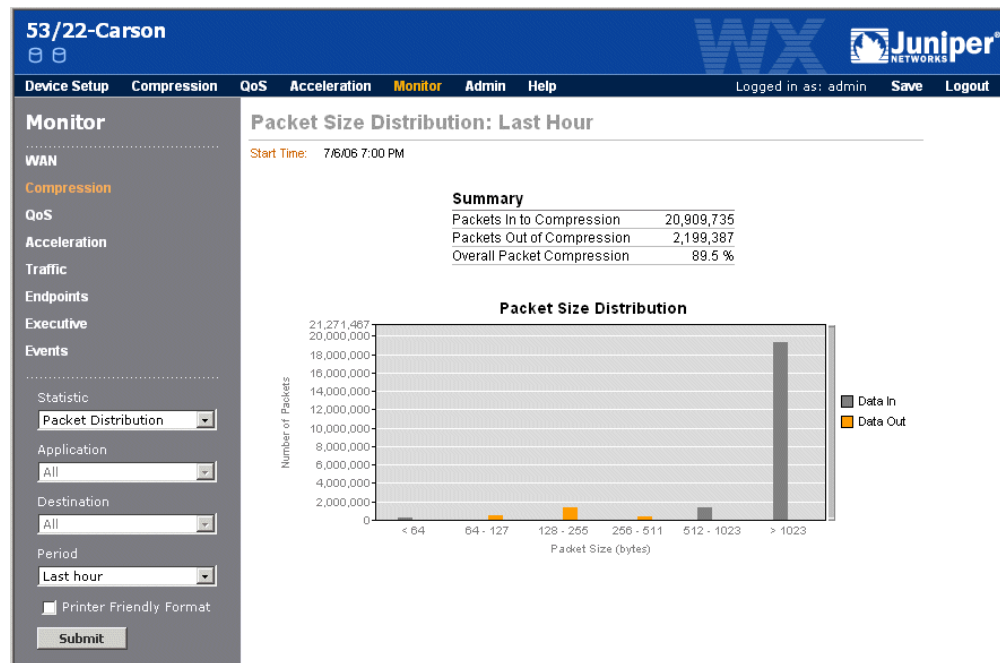 53/22-Carson
WX
Juniper®
NETWORKS
Device Setup Compression QoS Acceleration Monitor Admin Help Logged in as: admin Save Logout
Monitor
WAN
Compression
QoS
Acceleration
Traffic
Endpoints
Executive
Events
Statistic
Packet Distribution
Application
All
Destination
All
Period
Last hour
Printer Friendly Format
Submit
Packet Size Distribution: Last Hour
Start Time: 7/6/06 7:00 PM
Summary
Packets In to Compression 20,909,735
Packets Out of Compression 2,199,387
Overall Packet Compression 89.5 %
Packet Size Distribution
Number of Packets
21,271,467
20,000,000
18,000,000
16,000,000
14,000,000
12,000,000
10,000,000
8,000,000
6,000,000
4,000,000
2,000,000
0
< 64 64 - 127 128 - 255 256 - 511 512 - 1023 > 1023
Packet Size (bytes)
Data In
Data Out